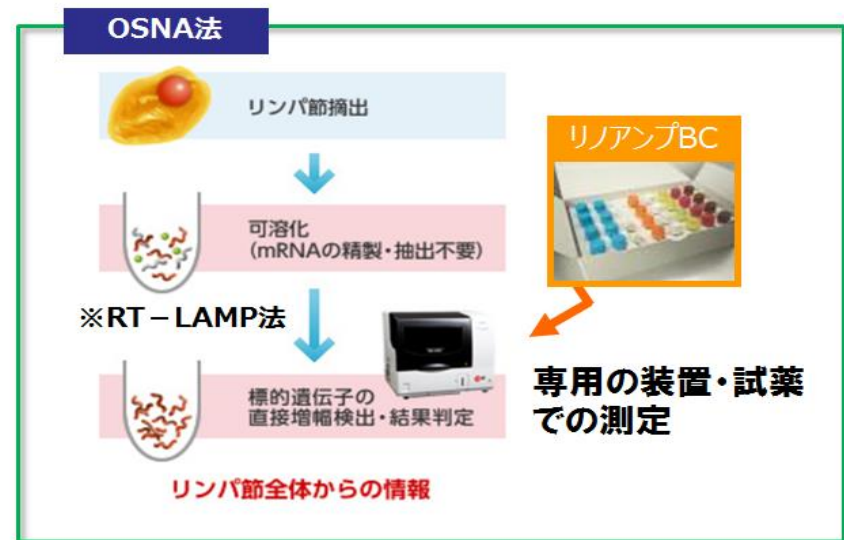 OSNA法
リンパ節摘出
リノアンプBC
可溶化
(mRNAの精製・抽出不要)
※RT－LAMP法
標的遺伝子の
直接増幅検出・結果判定
専用の装置・試薬
での測定
リンパ節全体からの情報